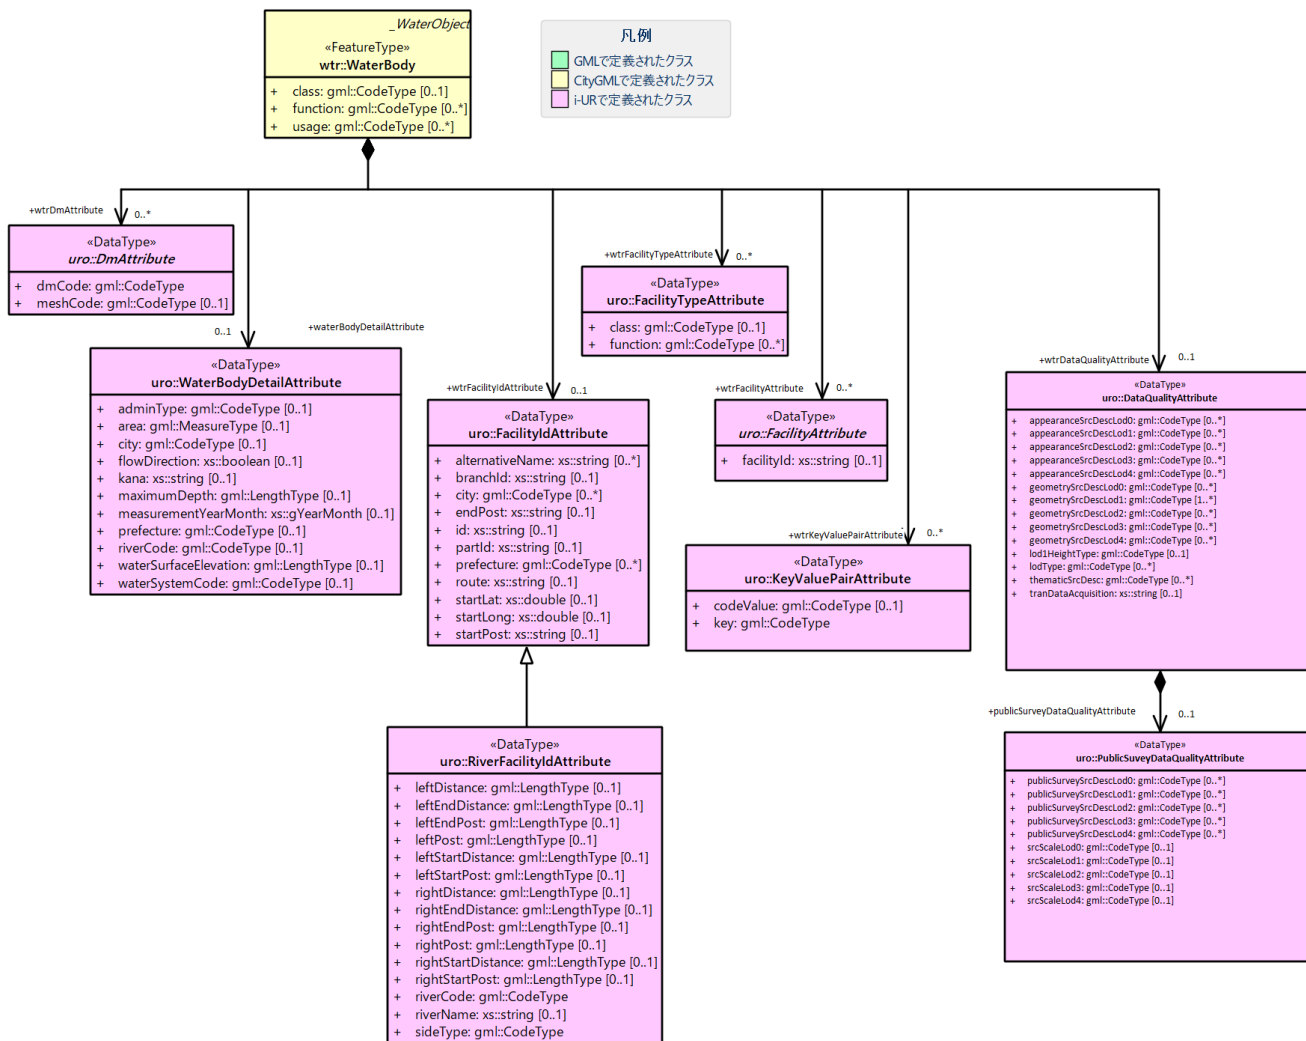 _WaterObject
«FeatureType»
wtr::WaterBody
+ class: gml::CodeType [0..1]
+ function: gml::CodeType [0..*]
+ usage: gml::CodeType [0..*]
凡例
GMLで定義されたクラス
CityGMLで定義されたクラス
i-URで定義されたクラス
+wtrDmAttribute
0..*
«DataType»
uro::DmAttribute
+ dmCode: gml::CodeType
+ meshCode: gml::CodeType [0..1]
0..1
+waterBodyDetailAttribute
«DataType»
uro::WaterBodyDetailAttribute
+ adminType: gml::CodeType [0..1]
+ area: gml::MeasureType [0..1]
+ city: gml::CodeType [0..1]
+ flowDirection: xs::boolean [0..1]
+ kana: xs::string [0..1]
+ maximumDepth: gml::LengthType [0..1]
+ measurementYearMonth: xs::gYearMonth [0..1]
+ prefecture: gml::CodeType [0..1]
+ riverCode: gml::CodeType [0..1]
+ waterSurfaceElevation: gml::LengthType [0..1]
+ waterSystemCode: gml::CodeType [0..1]
+wtrFacilityIdAttribute
0..1
«DataType»
uro::FacilityIdAttribute
+ alternativeName: xs::string [0..*]
+ branchId: xs::string [0..1]
+ city: gml::CodeType [0..*]
+ endPost: xs::string [0..1]
+ id: xs::string [0..1]
+ partId: xs::string [0..1]
+ prefecture: gml::CodeType [0..*]
+ route: xs::string [0..1]
+ startLat: xs::double [0..1]
+ startLong: xs::double [0..1]
+ startPost: xs::string [0..1]
«DataType»
uro::RiverFacilityIdAttribute
+ leftDistance: gml::LengthType [0..1]
+ leftEndDistance: gml::LengthType [0..1]
+ leftEndPost: gml::LengthType [0..1]
+ leftPost: gml::LengthType [0..1]
+ leftStartDistance: gml::LengthType [0..1]
+ leftStartPost: gml::LengthType [0..1]
+ rightDistance: gml::LengthType [0..1]
+ rightEndDistance: gml::LengthType [0..1]
+ rightEndPost: gml::LengthType [0..1]
+ rightPost: gml::LengthType [0..1]
+ rightStartDistance: gml::LengthType [0..1]
+ rightStartPost: gml::LengthType [0..1]
+ riverCode: gml::CodeType
+ riverName: xs::string [0..1]
+ sideType: gml::CodeType
+wtrFacilityTypeAttribute
0..*
«DataType»
uro::FacilityTypeAttribute
+ class: gml::CodeType [0..1]
+ function: gml::CodeType [0..*]
+wtrFacilityAttribute
0..*
«DataType»
uro::FacilityAttribute
+ facilityId: xs::string [0..1]
+wtrKeyValuePairAttribute
0..*
«DataType»
uro::KeyValuePairAttribute
+ codeValue: gml::CodeType [0..1]
+ key: gml::CodeType
+wtrDataQualityAttribute
0..1
«DataType»
uro::DataQualityAttribute
+ appearanceSrcDescLod0: gml::CodeType [0..*]
+ appearanceSrcDescLod1: gml::CodeType [0..*]
+ appearanceSrcDescLod2: gml::CodeType [0..*]
+ appearanceSrcDescLod3: gml::CodeType [0..*]
+ appearanceSrcDescLod4: gml::CodeType [0..*]
+ geometrySrcDescLod0: gml::CodeType [0..*]
+ geometrySrcDescLod1: gml::CodeType [1..*]
+ geometrySrcDescLod2: gml::CodeType [0..*]
+ geometrySrcDescLod3: gml::CodeType [0..*]
+ geometrySrcDescLod4: gml::CodeType [0..*]
+ lod1HeightType: gml::CodeType [0..1]
+ lodType: gml::CodeType [0..*]
+ thematicSrcDesc: gml::CodeType [0..*]
+ tranDataAcquisition: xs::string [0..1]
+publicSurveyDataQualityAttribute
0..1
«DataType»
uro::PublicSuveyDataQualityAttribute
+ publicSurveySrcDescLod0: gml::CodeType [0..*]
+ publicSurveySrcDescLod1: gml::CodeType [0..*]
+ publicSurveySrcDescLod2: gml::CodeType [0..*]
+ publicSurveySrcDescLod3: gml::CodeType [0..*]
+ publicSurveySrcDescLod4: gml::CodeType [0..*]
+ srcScaleLod0: gml::CodeType [0..1]
+ srcScaleLod1: gml::CodeType [0..1]
+ srcScaleLod2: gml::CodeType [0..1]
+ srcScaleLod3: gml::CodeType [0..1]
+ srcScaleLod4: gml::CodeType [0..1]